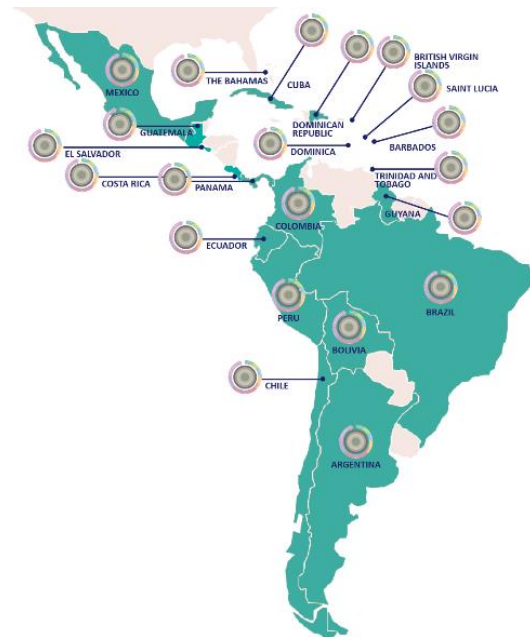 MEXICO
THE BAHAMAS
CUBA
BRITISH VIRGIN
ISLANDS
SAINT LUCIA
GUATEMALA
DOMINICAN
REPUBLIC
EL SALVADOR
DOMINICA
BARBADOS
COSTA RICA
PANAMA
TRINIDAD AND
TOBAGO
COLOMBIA
GUYANA
ECUADOR
PERU
BRAZIL
BOLIVIA
CHILE
ARGENTINA